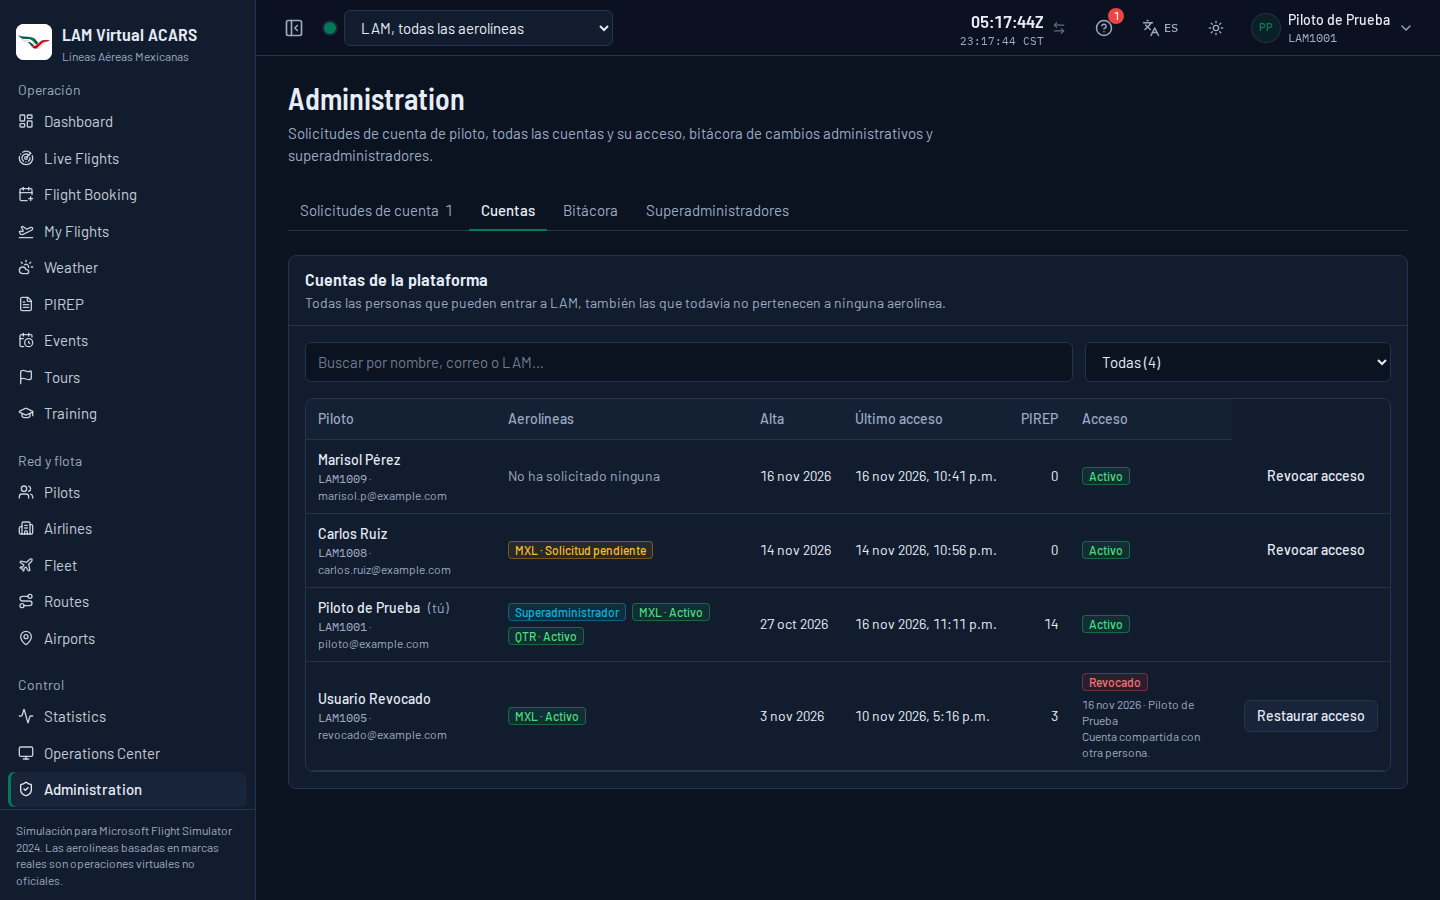 LAM Virtual ACARS
Líneas Aéreas Mexicanas
Operación
Dashboard
Live Flights
Flight Booking
My Flights
Weather
PIREP
Events
Tours
Training
Red y flota
Pilots
Airlines
Fleet
Routes
Airports
Control
Statistics
Operations Center
Administration
Simulación para Microsoft Flight Simulator
2024. Las aerolíneas basadas en marcas
reales son operaciones virtuales no
oficiales.
LAM, todas las aerolíneas
05:17:44Z
23:17:44 CST
1
ES
PP
Piloto de Prueba
LAM1001
Administration
Solicitudes de cuenta de piloto, todas las cuentas y su acceso, bitácora de cambios administrativos y
superadministradores.
Solicitudes de cuenta 1
Cuentas
Bitácora
Superadministradores
Cuentas de la plataforma
Todas las personas que pueden entrar a LAM, también las que todavía no pertenecen a ninguna aerolínea.
Buscar por nombre, correo o LAM...
Todas (4)
Piloto Aerolíneas Alta Último acceso PIREP Acceso
Marisol Pérez
LAM1009 ·
marisol.p@example.com
No ha solicitado ninguna
16 nov 2026
16 nov 2026, 10:41 p.m.
0
Activo
Revocar acceso
Carlos Ruiz
LAM1008 ·
carlos.ruiz@example.com
MXL · Solicitud pendiente
14 nov 2026
14 nov 2026, 10:56 p.m.
0
Activo
Revocar acceso
Piloto de Prueba (tú)
LAM1001 ·
piloto@example.com
Superadministrador MXL · Activo
QTR · Activo
27 oct 2026
16 nov 2026, 11:11 p.m.
14
Activo
Usuario Revocado
LAM1005 ·
revocado@example.com
MXL · Activo
3 nov 2026
10 nov 2026, 5:16 p.m.
3
Revocado
16 nov 2026 · Piloto de
Prueba
Cuenta compartida con
otra persona.
Restaurar acceso